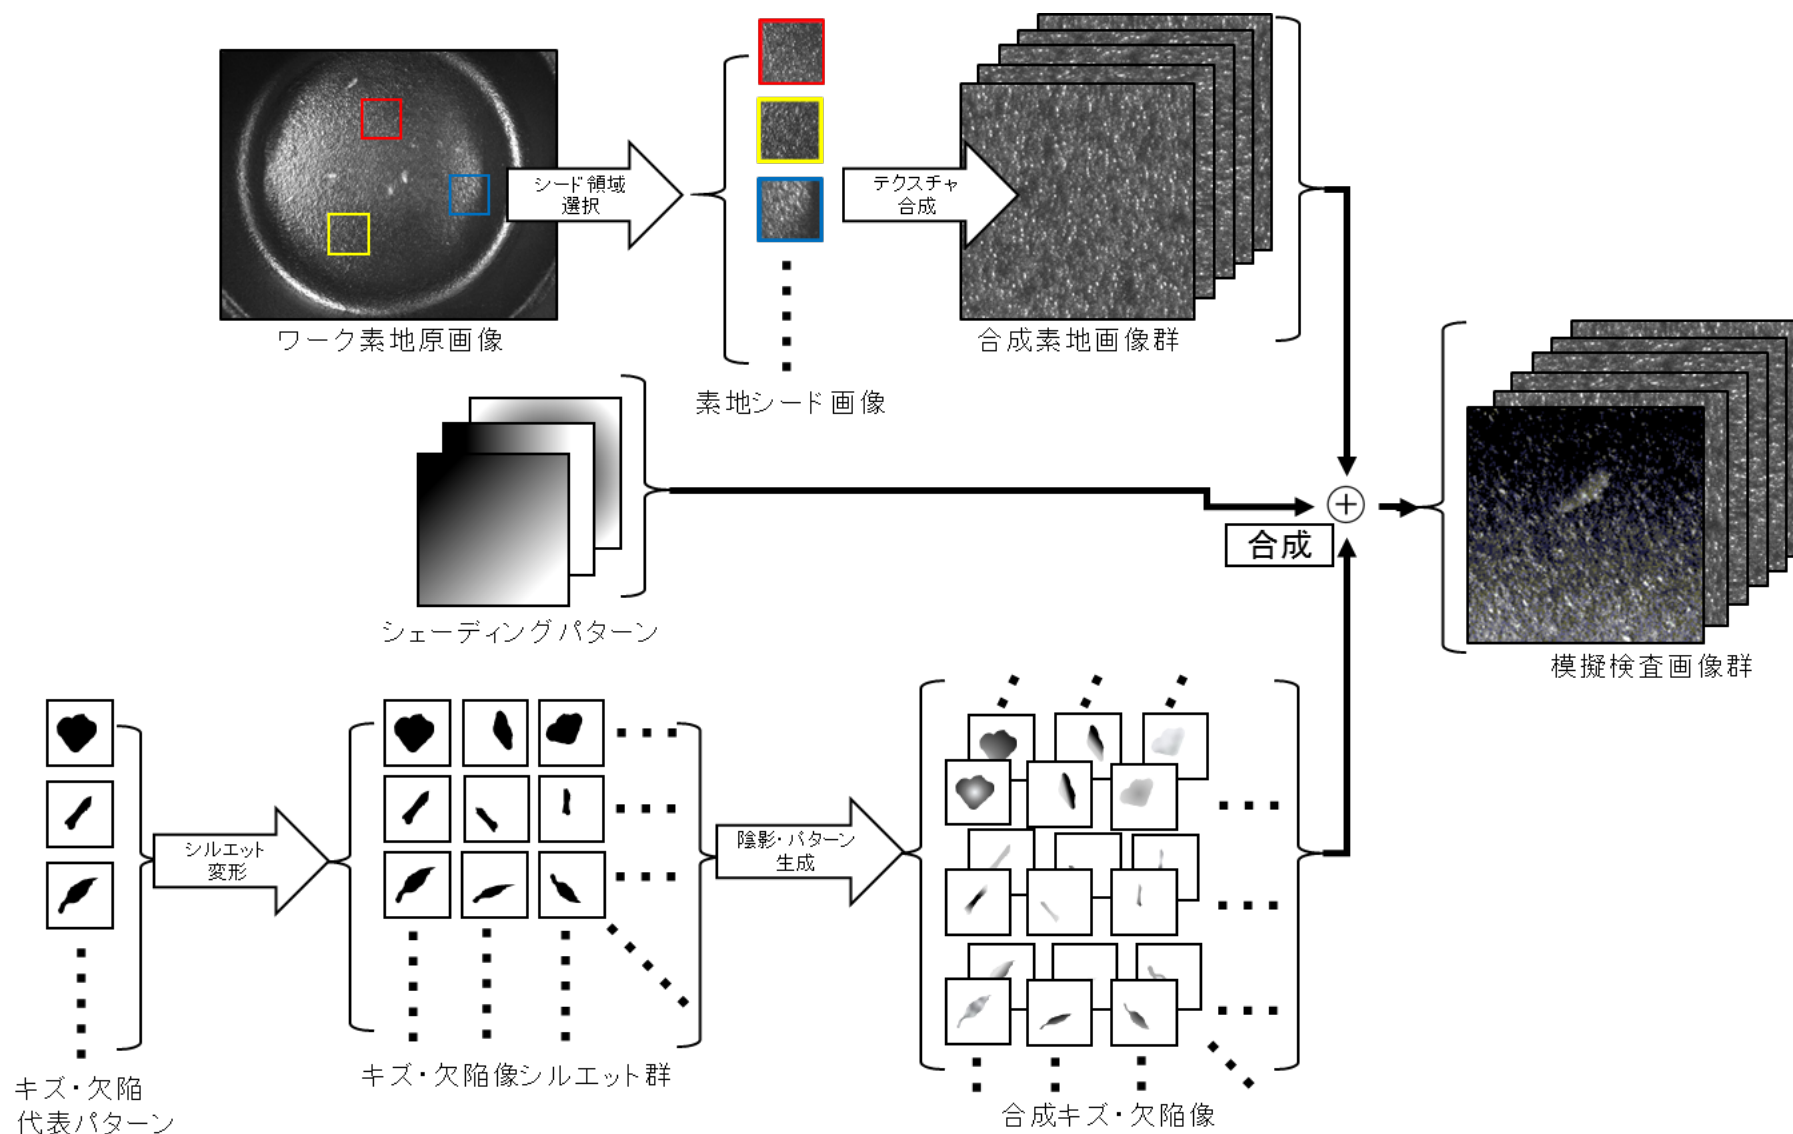 シード領域
選択
テクスチャ
合成
ワーク素地原画像
合成素地画像群
素地シード画像
合成
シェーディングパターン
模擬検査画像群
シルエット
変形
陰影・パターン
生成
キズ・欠陥
代表パターン
キズ・欠陥像シルエット群
合成キズ・欠陥像